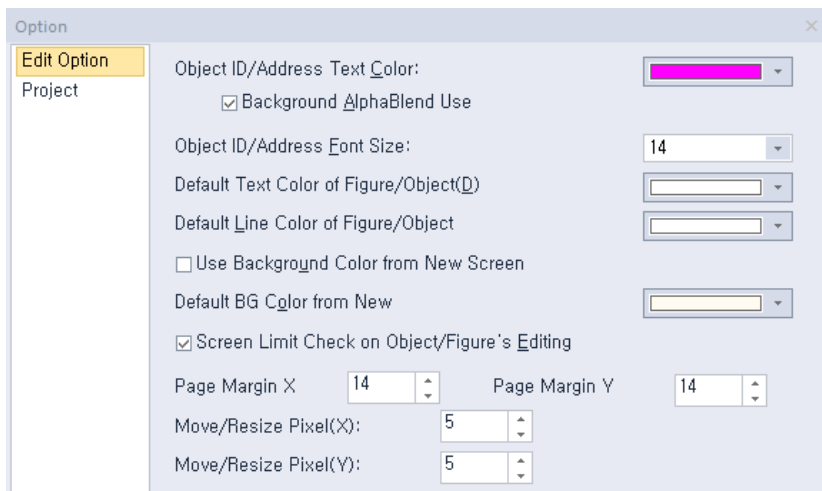 Option
Edit Option
Project
Object ID/Address Text Color:
Background AlphaBlend Use
Object ID/Address Font Size: 14
Default Text Color of Figure/Object(D)
Default Line Color of Figure/Object
Use Background Color from New Screen
Default BG Color from New
Screen Limit Check on Object/Figure's Editing
Page Margin X 14 Page Margin Y 14
Move/Resize Pixel(X): 5
Move/Resize Pixel(Y): 5